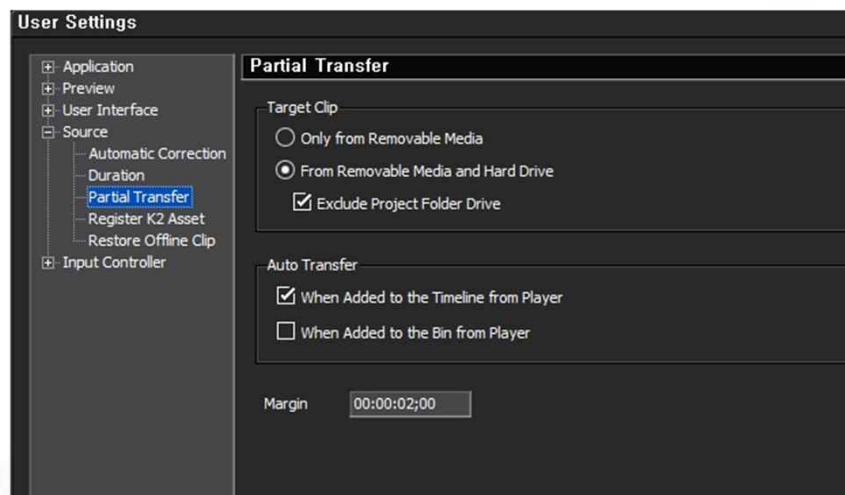 User Settings
Application
Preview
User Interface
Source
Automatic Correction
Duration
Partial Transfer
Register K2 Asset
Restore Offline Clip
Input Controller
Partial Transfer
Target Clip
Only from Removable Media
From Removable Media and Hard Drive
Exclude Project Folder Drive
Auto Transfer
When Added to the Timeline from Player
When Added to the Bin from Player
Margin 00:00:02;00